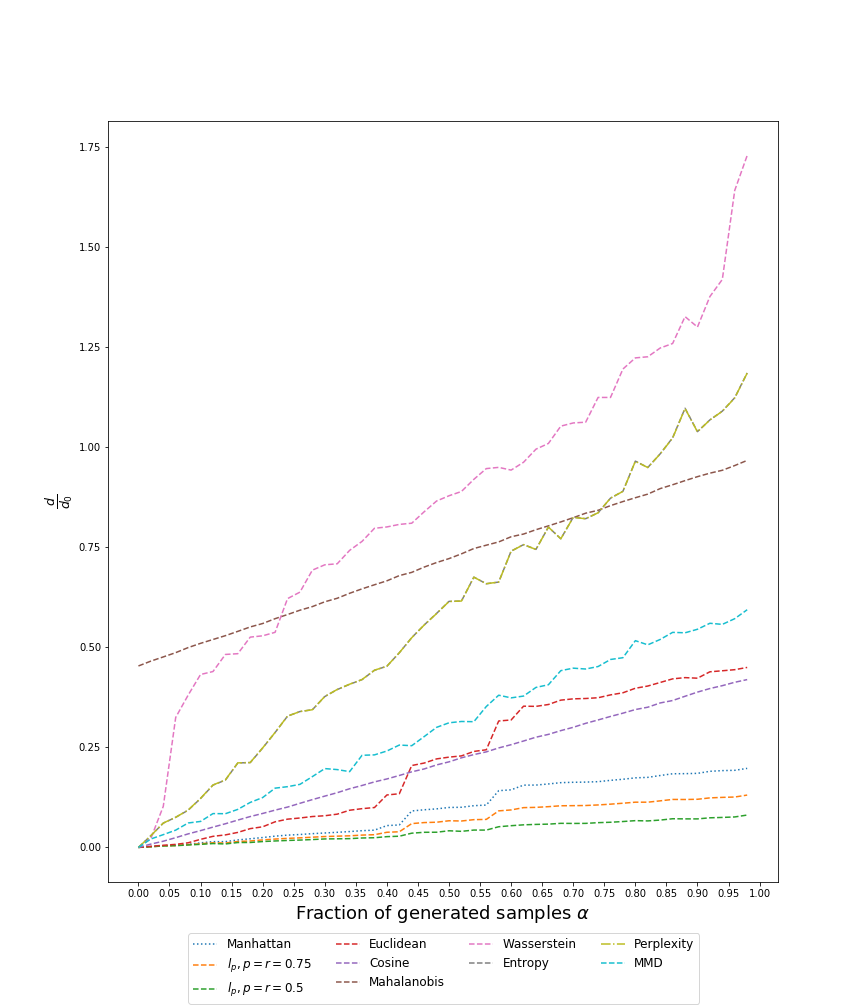 1.75
1.50
1.25
1.00
0.75
0.50
0.25
0.00
d/d₀
0.00 0.05 0.10 0.15 0.20 0.25 0.30 0.35 0.40 0.45 0.50 0.55 0.60 0.65 0.70 0.75 0.80 0.85 0.90 0.95 1.00
Fraction of generated samples α
Manhattan Euclidean Wasserstein Perplexity
lₚ, p = r = 0.75 Cosine Entropy MMD
lₚ, p = r = 0.5 Mahalanobis